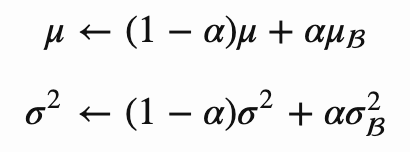 μ ← (1 − α)μ + αμ_ℬ
σ² ← (1 − α)σ² + ασ²_ℬ